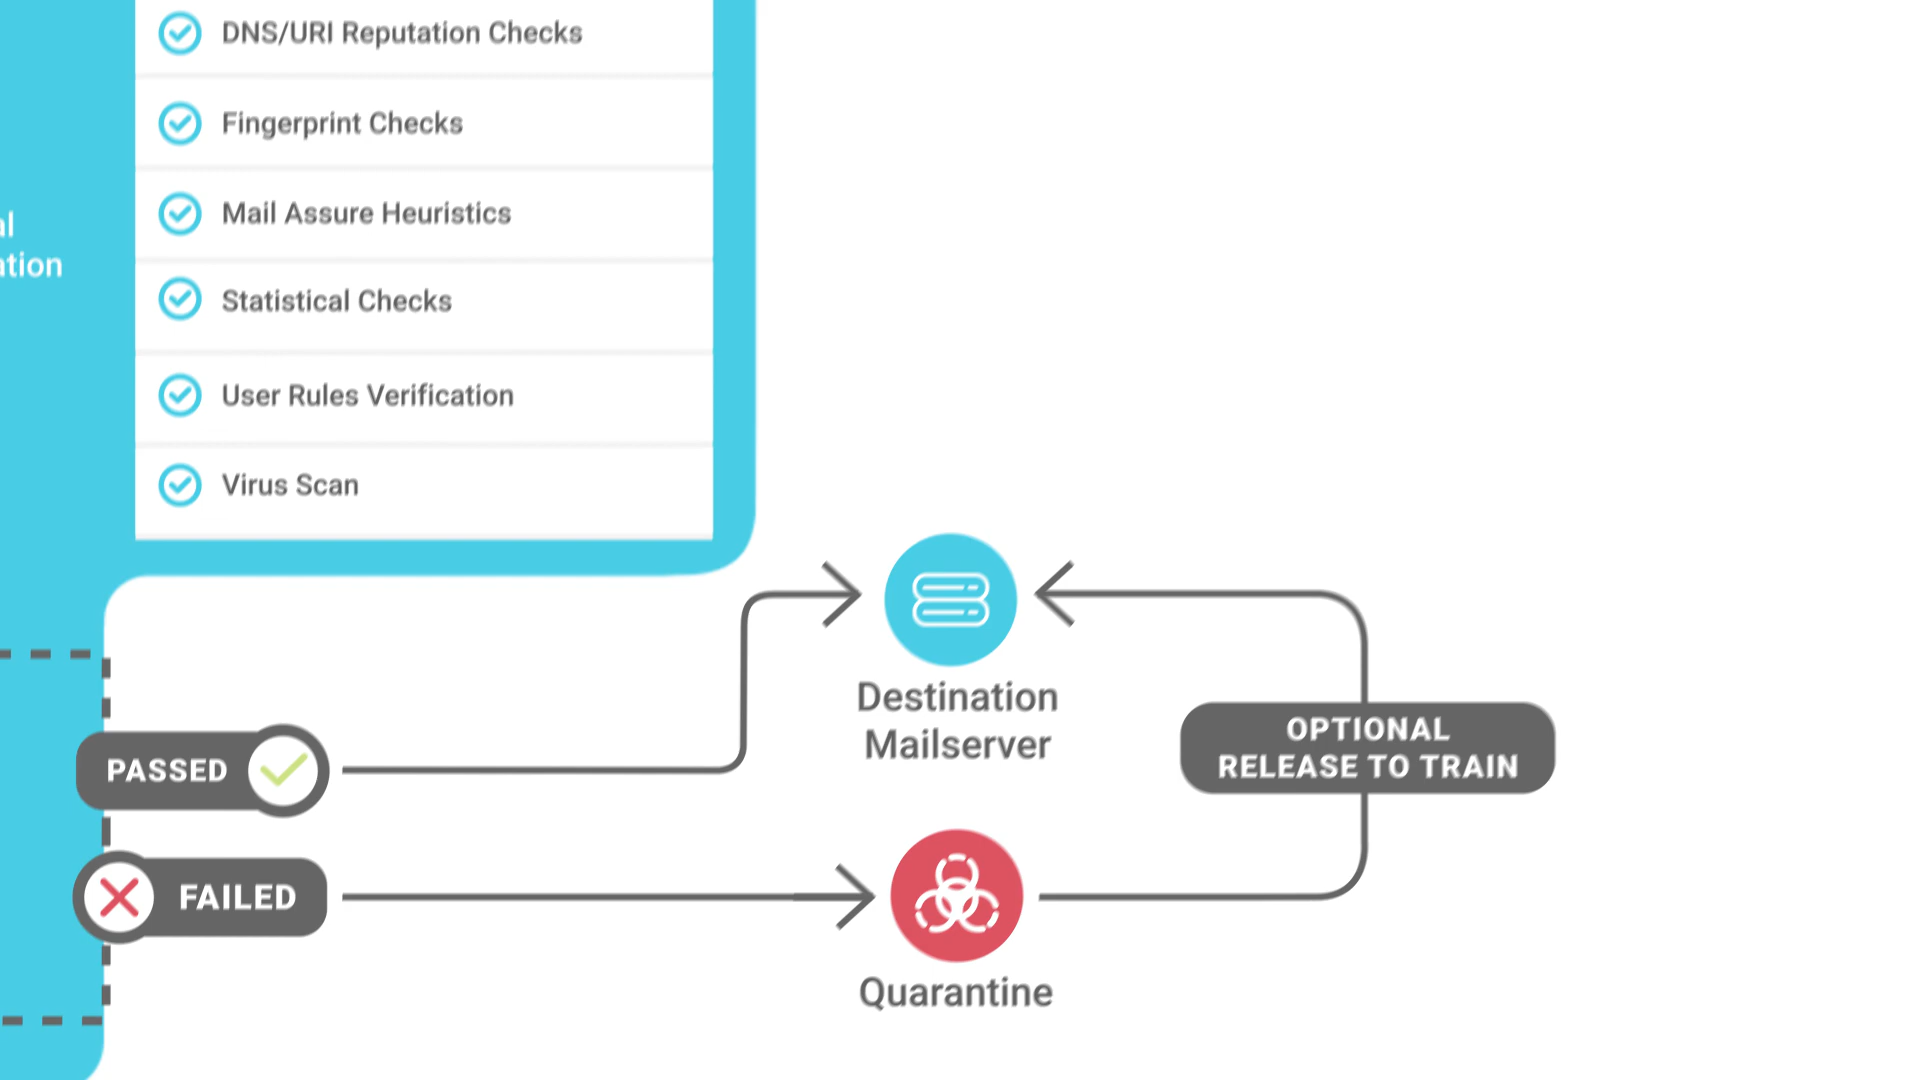 DNS/URI Reputation Checks
Fingerprint Checks
Mail Assure Heuristics
Statistical Checks
User Rules Verification
Virus Scan
Destination
Mailserver
OPTIONAL
RELEASE TO TRAIN
PASSED
FAILED
Quarantine